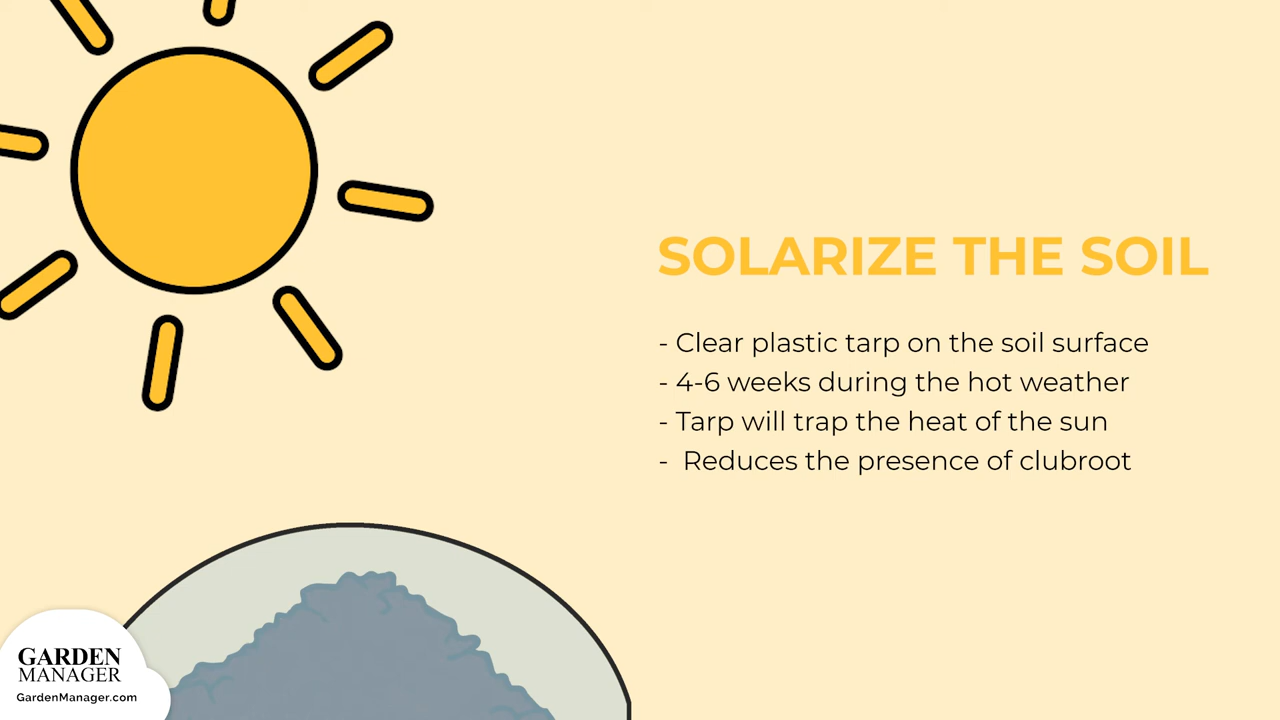 SOLARIZE THE SOIL
- Clear plastic tarp on the soil surface
- 4-6 weeks during the hot weather
- Tarp will trap the heat of the sun
- Reduces the presence of clubroot
GARDEN
MANAGER
GardenManager.com